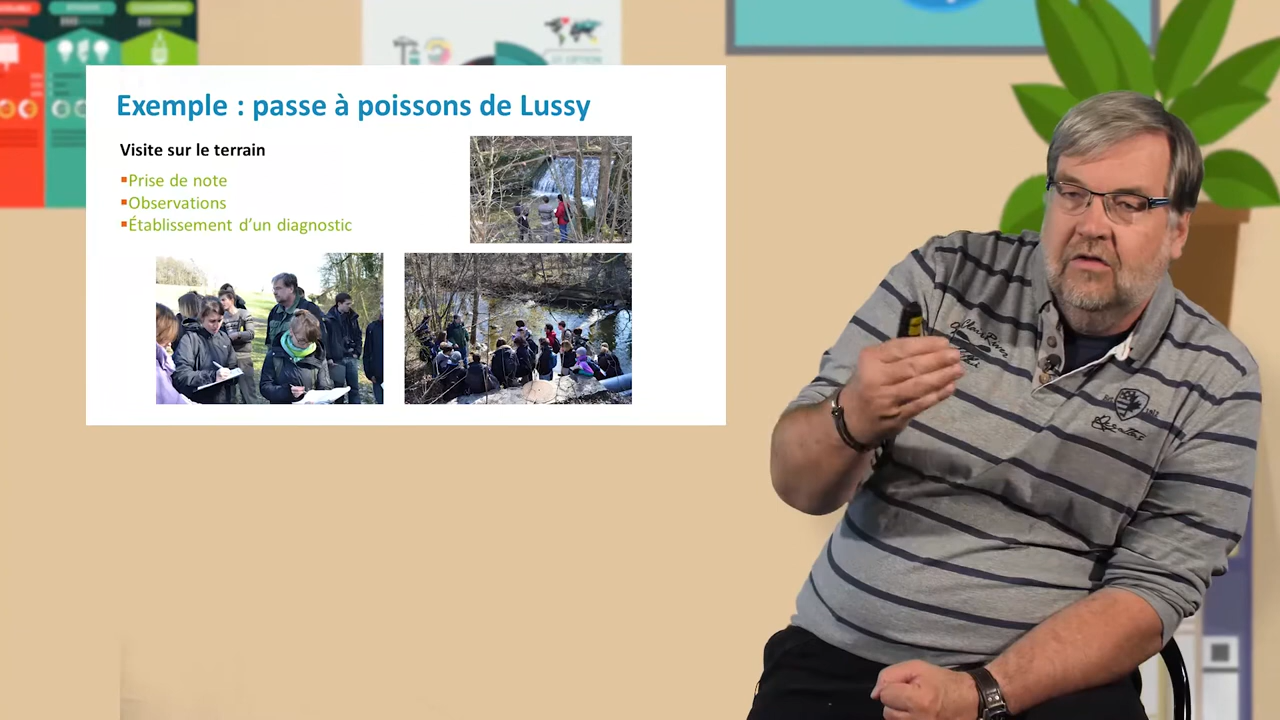 Exemple : passe à poissons de Lussy
Visite sur le terrain
▪Prise de note
▪Observations
▪Établissement d’un diagnostic